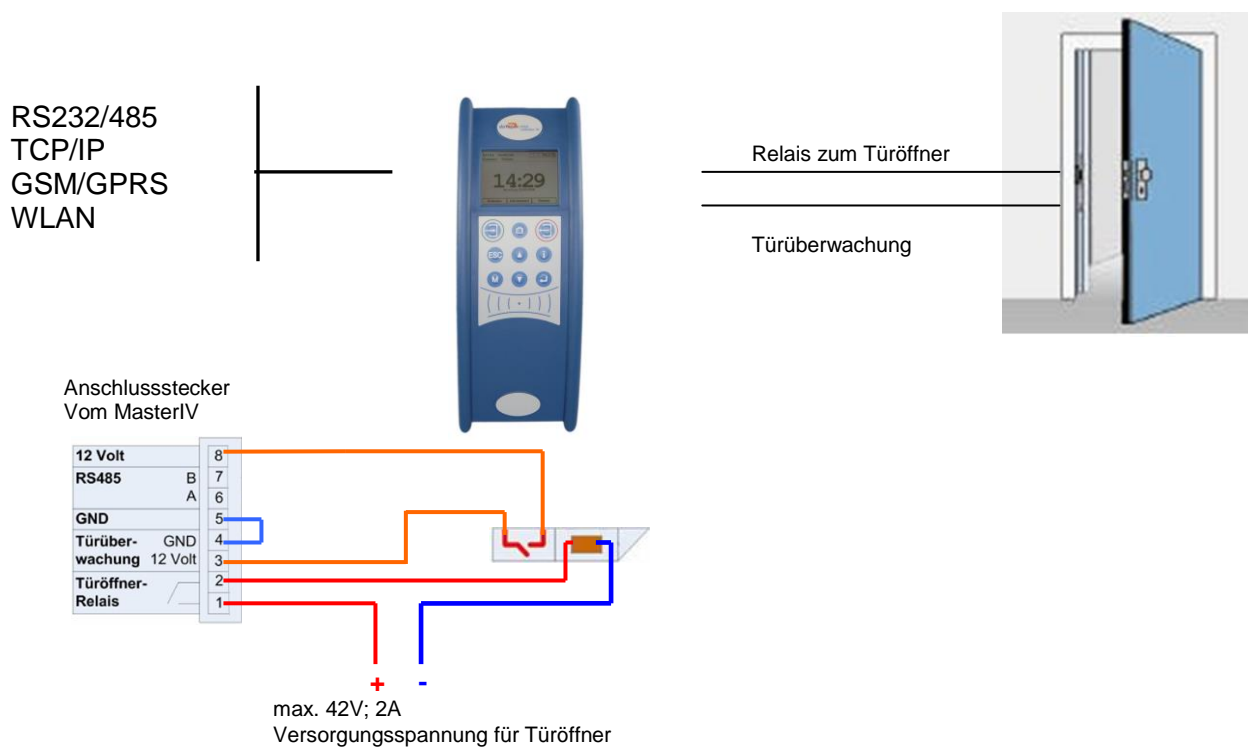 RS232/485
TCP/IP
GSM/GPRS
WLAN
14:29
ESC
Relais zum Türöffner
Türüberwachung
Anschlussstecker
Vom MasterIV
12 Volt 8
RS485 B 7
A 6
GND 5
Türüber- GND 4
wachung 12 Volt 3
Türöffner- 2
Relais 1
+ -
max. 42V; 2A
Versorgungsspannung für Türöffner